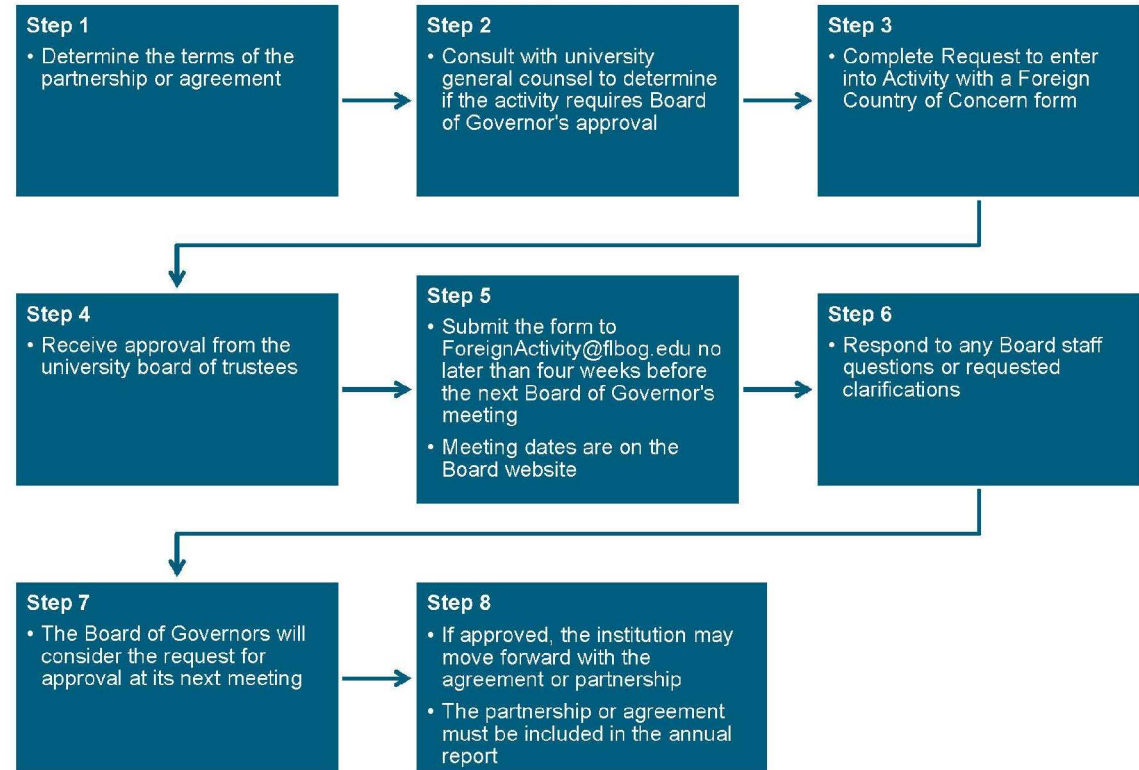 Step 1
• Determine the terms of the
partnership or agreement
Step 2
• Consult with university
general counsel to determine
if the activity requires Board
of Governor's approval
Step 3
• Complete Request to enter
into Activity with a Foreign
Country of Concern form
Step 4
• Receive approval from the
university board of trustees
Step 5
• Submit the form to
ForeignActivity@flbog.edu no
later than four weeks before
the next Board of Governor's
meeting
• Meeting dates are on the
Board website
Step 6
• Respond to any Board staff
questions or requested
clarifications
Step 7
• The Board of Governors will
consider the request for
approval at its next meeting
Step 8
• If approved, the institution may
move forward with the
agreement or partnership
• The partnership or agreement
must be included in the annual
report